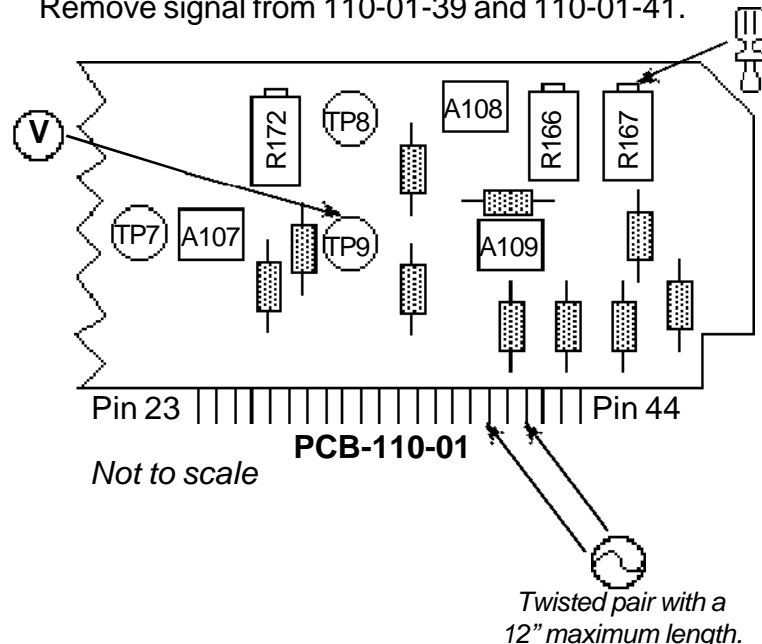 Remove signal from 110-01-39 and 110-01-41.
V
R172
TP8
A108
R166
R167
TP7
A107
TP9
A109
Pin 23
Pin 44
PCB-110-01
Not to scale
Twisted pair with a
12” maximum length.